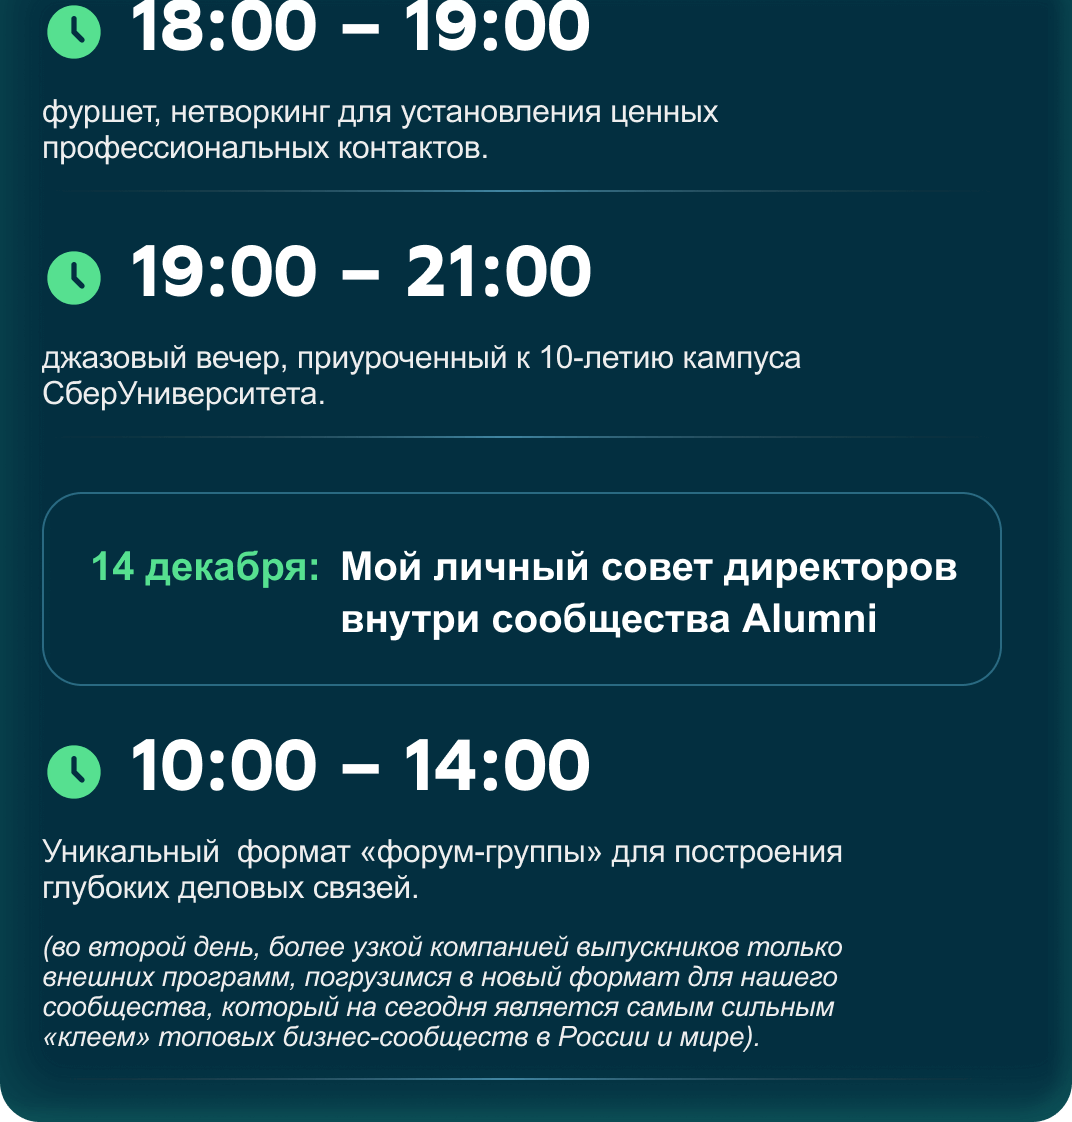 18:00 – 19:00
фуршет, нетворкинг для установления ценных
профессиональных контактов.
19:00 – 21:00
джазовый вечер, приуроченный к 10-летию кампуса
СберУниверситета.
14 декабря: Мой личный совет директоров
внутри сообщества Alumni
10:00 – 14:00
Уникальный  формат «форум-группы» для построения
глубоких деловых связей.
(во второй день, более узкой компанией выпускников только
внешних программ, погрузимся в новый формат для нашего
сообщества, который на сегодня является самым сильным
«клеем» топовых бизнес-сообществ в России и мире).